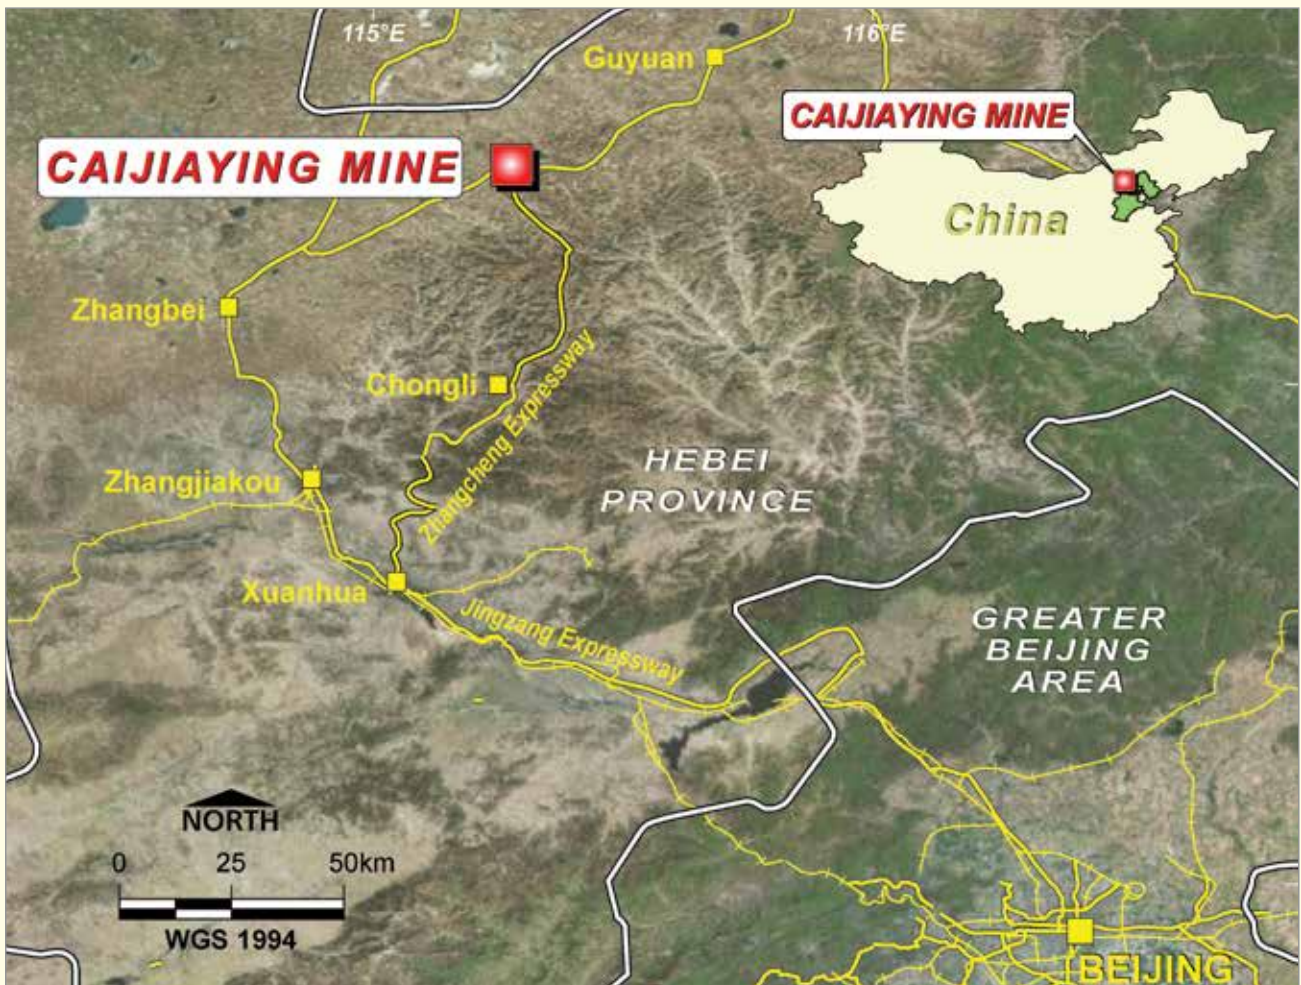 115°E
116°E
Guyuan
CAIJIAYING MINE
CAIJIAYING MINE
China
Zhangbei
Chongli
Zhangcheng Expressway
HEBEI
PROVINCE
Zhangjiakou
Xuanhua
Jingzang Expressway
GREATER
BEIJING
AREA
NORTH
0 25 50km
WGS 1994
BEIJING